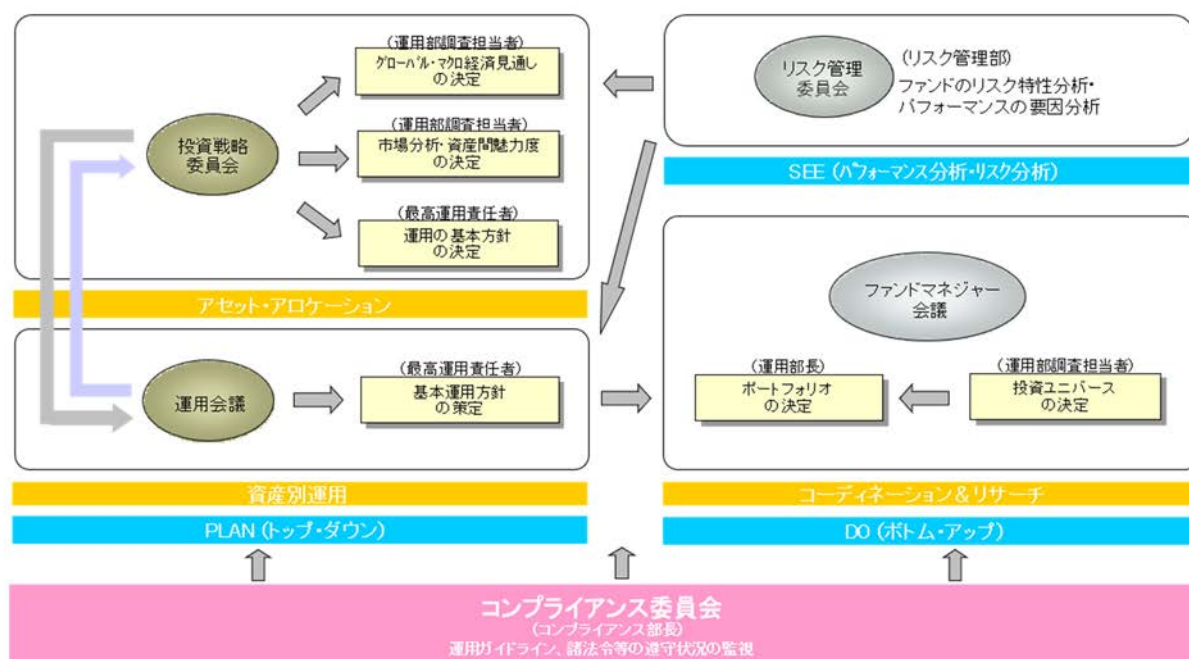 投資戦略
委員会
(運用部調査担当者)
グローバル・マクロ経済見通し
の決定
(運用部調査担当者)
市場分析・資産間魅力度
の決定
(最高運用責任者)
運用の基本方針
の決定
アセット・アロケーション
運用会議
(最高運用責任者)
基本運用方針
の策定
資産別運用
PLAN (トップ・ダウン)
リスク管理
委員会
(リスク管理部)
ファンドのリスク特性分析・
パフォーマンスの要因分析
SEE (パフォーマンス分析・リスク分析)
ファンドマネジャー
会議
(運用部長)
ポートフォリオ
の決定
(運用部調査担当者)
投資ユニバース
の決定
コーディネーション&リサーチ
DO (ボトム・アップ)
コンプライアンス委員会
(コンプライアンス部長)
運用ガイドライン、諸法令等の遵守状況の監視